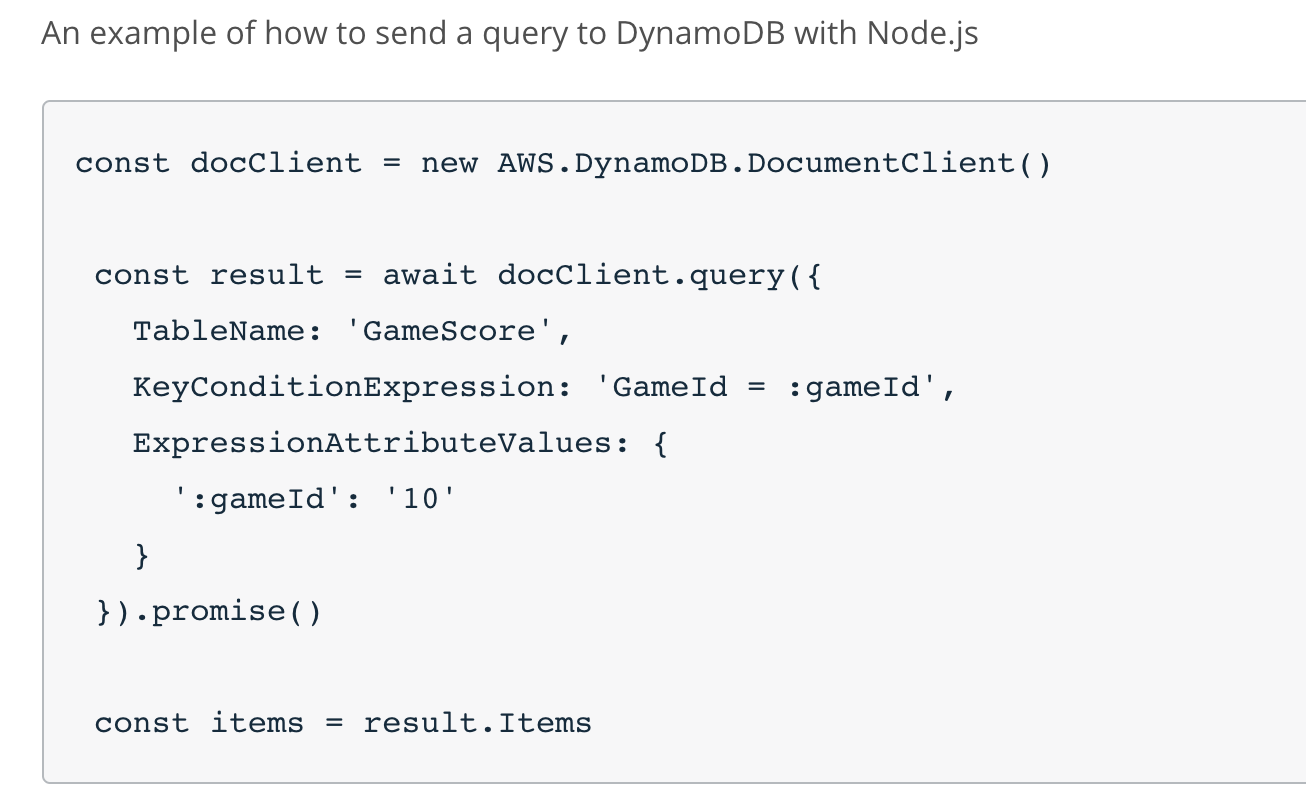 An example of how to send a query to DynamoDB with Node.js
const docClient = new AWS.DynamoDB.DocumentClient()
const result = await docClient.query({
TableName: 'GameScore',
KeyConditionExpression: 'GameId = :gameId',
ExpressionAttributeValues: {
':gameId': '10'
}
}).promise()
const items = result.Items